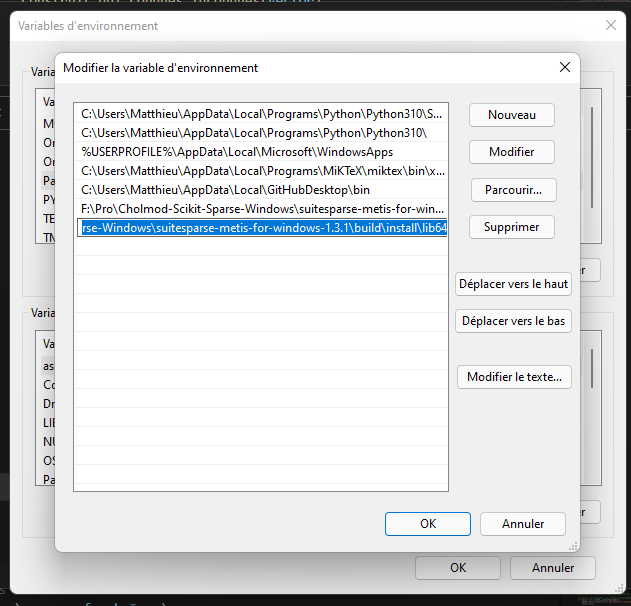 Variables d'environnement
Modifier la variable d'environnement
C:\Users\Matthieu\AppData\Local\Programs\Python\Python310\S...
C:\Users\Matthieu\AppData\Local\Programs\Python\Python310\
%USERPROFILE%\AppData\Local\Microsoft\WindowsApps
C:\Users\Matthieu\AppData\Local\Programs\MiKTeX\miktex\bin\x...
C:\Users\Matthieu\AppData\Local\GitHubDesktop\bin
F:\Pro\Cholmod-Scikit-Sparse-Windows\suitesparse-metis-for-win...
rse-Windows\suitesparse-metis-for-windows-1.3.1\build\install\lib64
Nouveau
Modifier
Parcourir...
Supprimer
Déplacer vers le haut
Déplacer vers le bas
Modifier le texte...
OK
Annuler
Varia
Va
M
Or
Or
Pa
PY
TE
TM
er
Varia
Va
as
Co
Dr
LIE
NU
OS
Pa
er
OK
Annuler